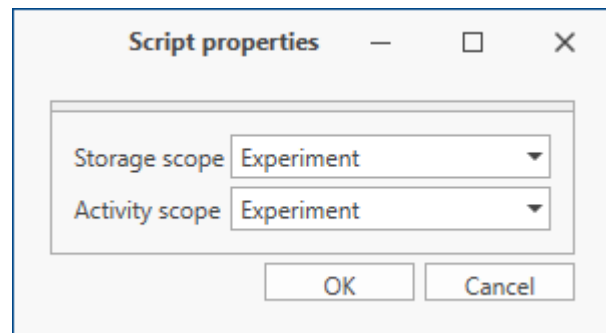 Script properties
Storage scope Experiment
Activity scope Experiment
OK Cancel